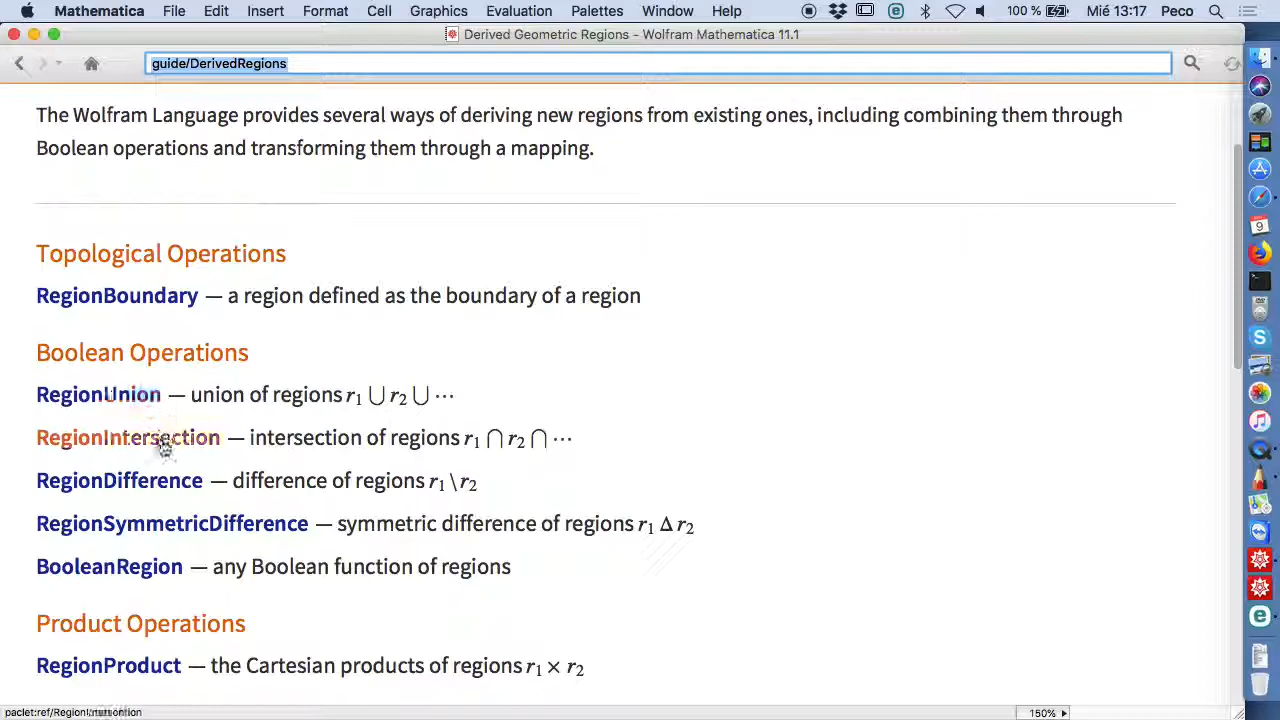 Mathematica File Edit Insert Format Cell Graphics Evaluation Palettes Window Help 100 % Mié 13:17 Peco
Derived Geometric Regions - Wolfram Mathematica 11.1
guide/DerivedRegions
The Wolfram Language provides several ways of deriving new regions from existing ones, including combining them through
Boolean operations and transforming them through a mapping.
Topological Operations
RegionBoundary — a region defined as the boundary of a region
Boolean Operations
RegionUnion — union of regions r₁ ⋃ r₂ ⋃ ⋯
RegionIntersection — intersection of regions r₁ ⋂ r₂ ⋂ ⋯
RegionDifference — difference of regions r₁ \ r₂
RegionSymmetricDifference — symmetric difference of regions r₁ Δ r₂
BooleanRegion — any Boolean function of regions
Product Operations
RegionProduct — the Cartesian products of regions r₁ × r₂
150%